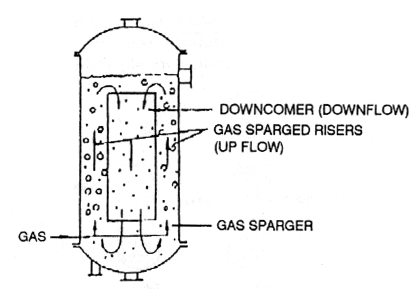 DOWNCOMER (DOWNFLOW)
GAS SPARGED RISERS
(UP FLOW)
GAS SPARGER
GAS